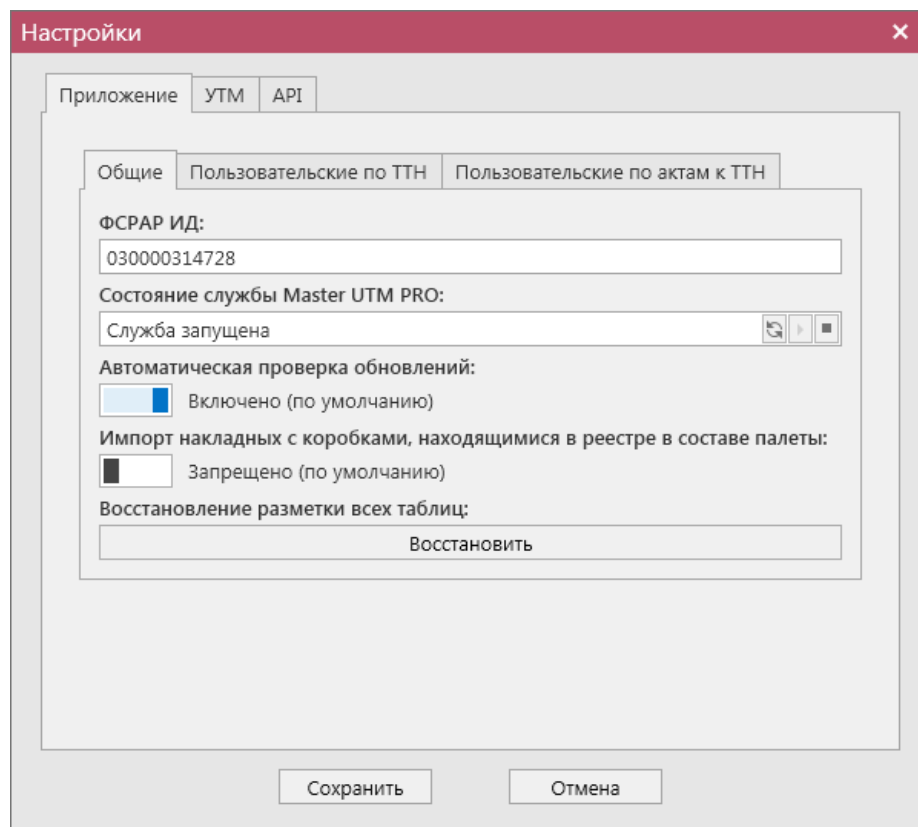 Настройки
Приложение УТМ API
Общие Пользовательские по ТТН Пользовательские по актам к ТТН
ФСРАР ИД:
030000314728
Состояние службы Master UTM PRO:
Служба запущена
Автоматическая проверка обновлений:
Включено (по умолчанию)
Импорт накладных с коробками, находящимися в реестре в составе палеты:
Запрещено (по умолчанию)
Восстановление разметки всех таблиц:
Восстановить
Сохранить Отмена